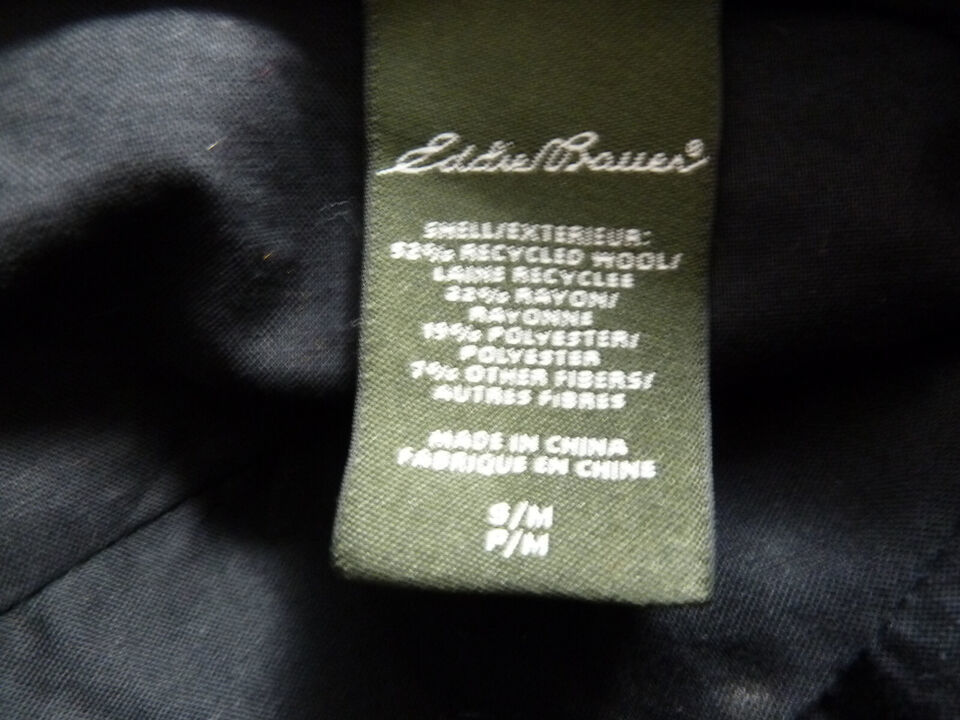 Eddie Bauer®
SHELL/EXTERIEUR:
52% RECYCLED WOOL/
LAINE RECYCLEE
22% RAYON/
RAYONNE
19% POLYESTER/
POLYESTER
7% OTHER FIBERS/
AUTRES FIBRES
MADE IN CHINA
FABRIQUE EN CHINE
S/M
P/M